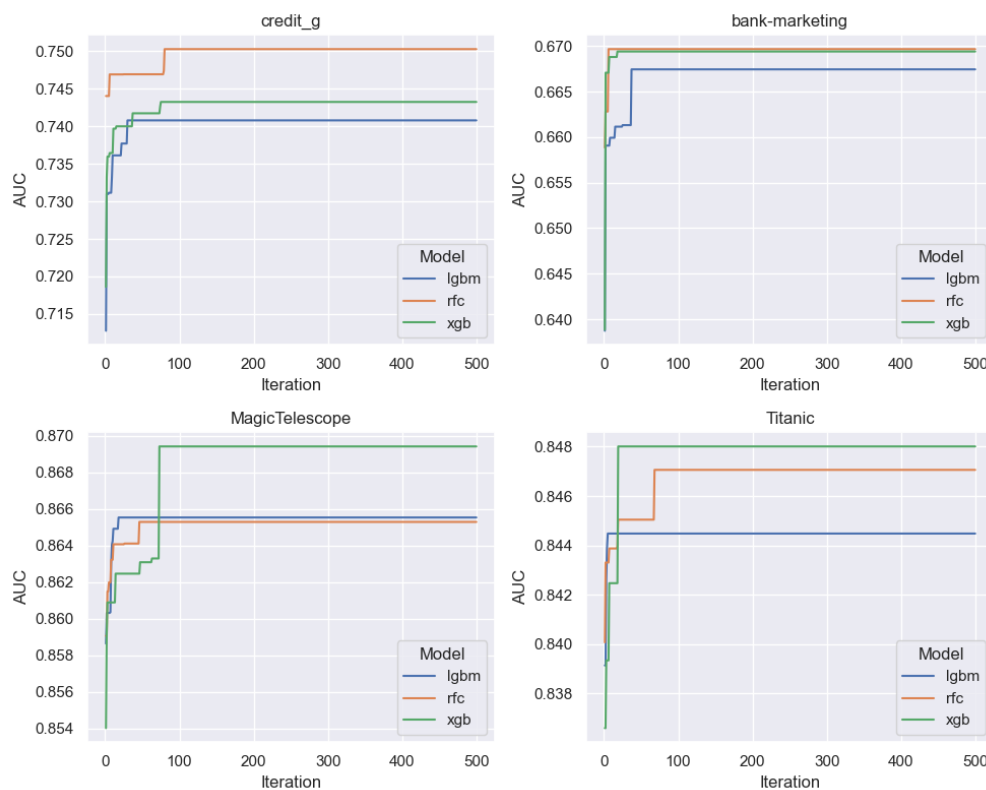 credit_g
0.750
0.745
0.740
0.735
0.730
0.725
0.720
0.715
AUC
0 100 200 300 400 500
Iteration
Model
lgbm
rfc
xgb
bank-marketing
0.670
0.665
0.660
0.655
0.650
0.645
0.640
AUC
0 100 200 300 400 500
Iteration
Model
lgbm
rfc
xgb
MagicTelescope
0.870
0.868
0.866
0.864
0.862
0.860
0.858
0.856
0.854
AUC
0 100 200 300 400 500
Iteration
Model
lgbm
rfc
xgb
Titanic
0.848
0.846
0.844
0.842
0.840
0.838
AUC
0 100 200 300 400 500
Iteration
Model
lgbm
rfc
xgb